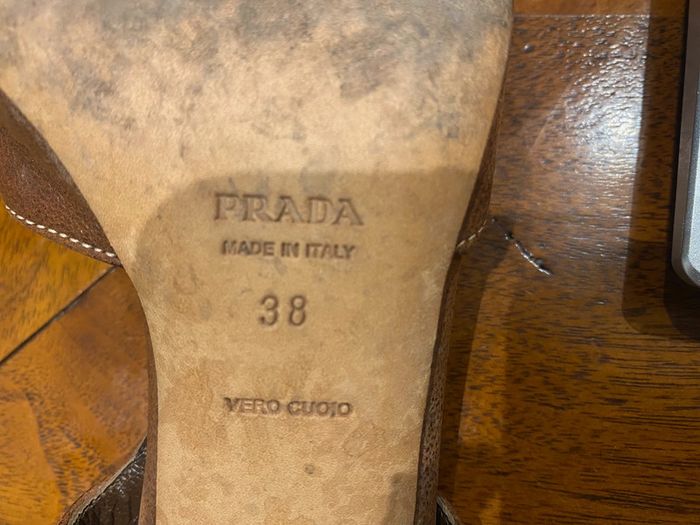 PRADA
MADE IN ITALY
38
VERO CUOIO